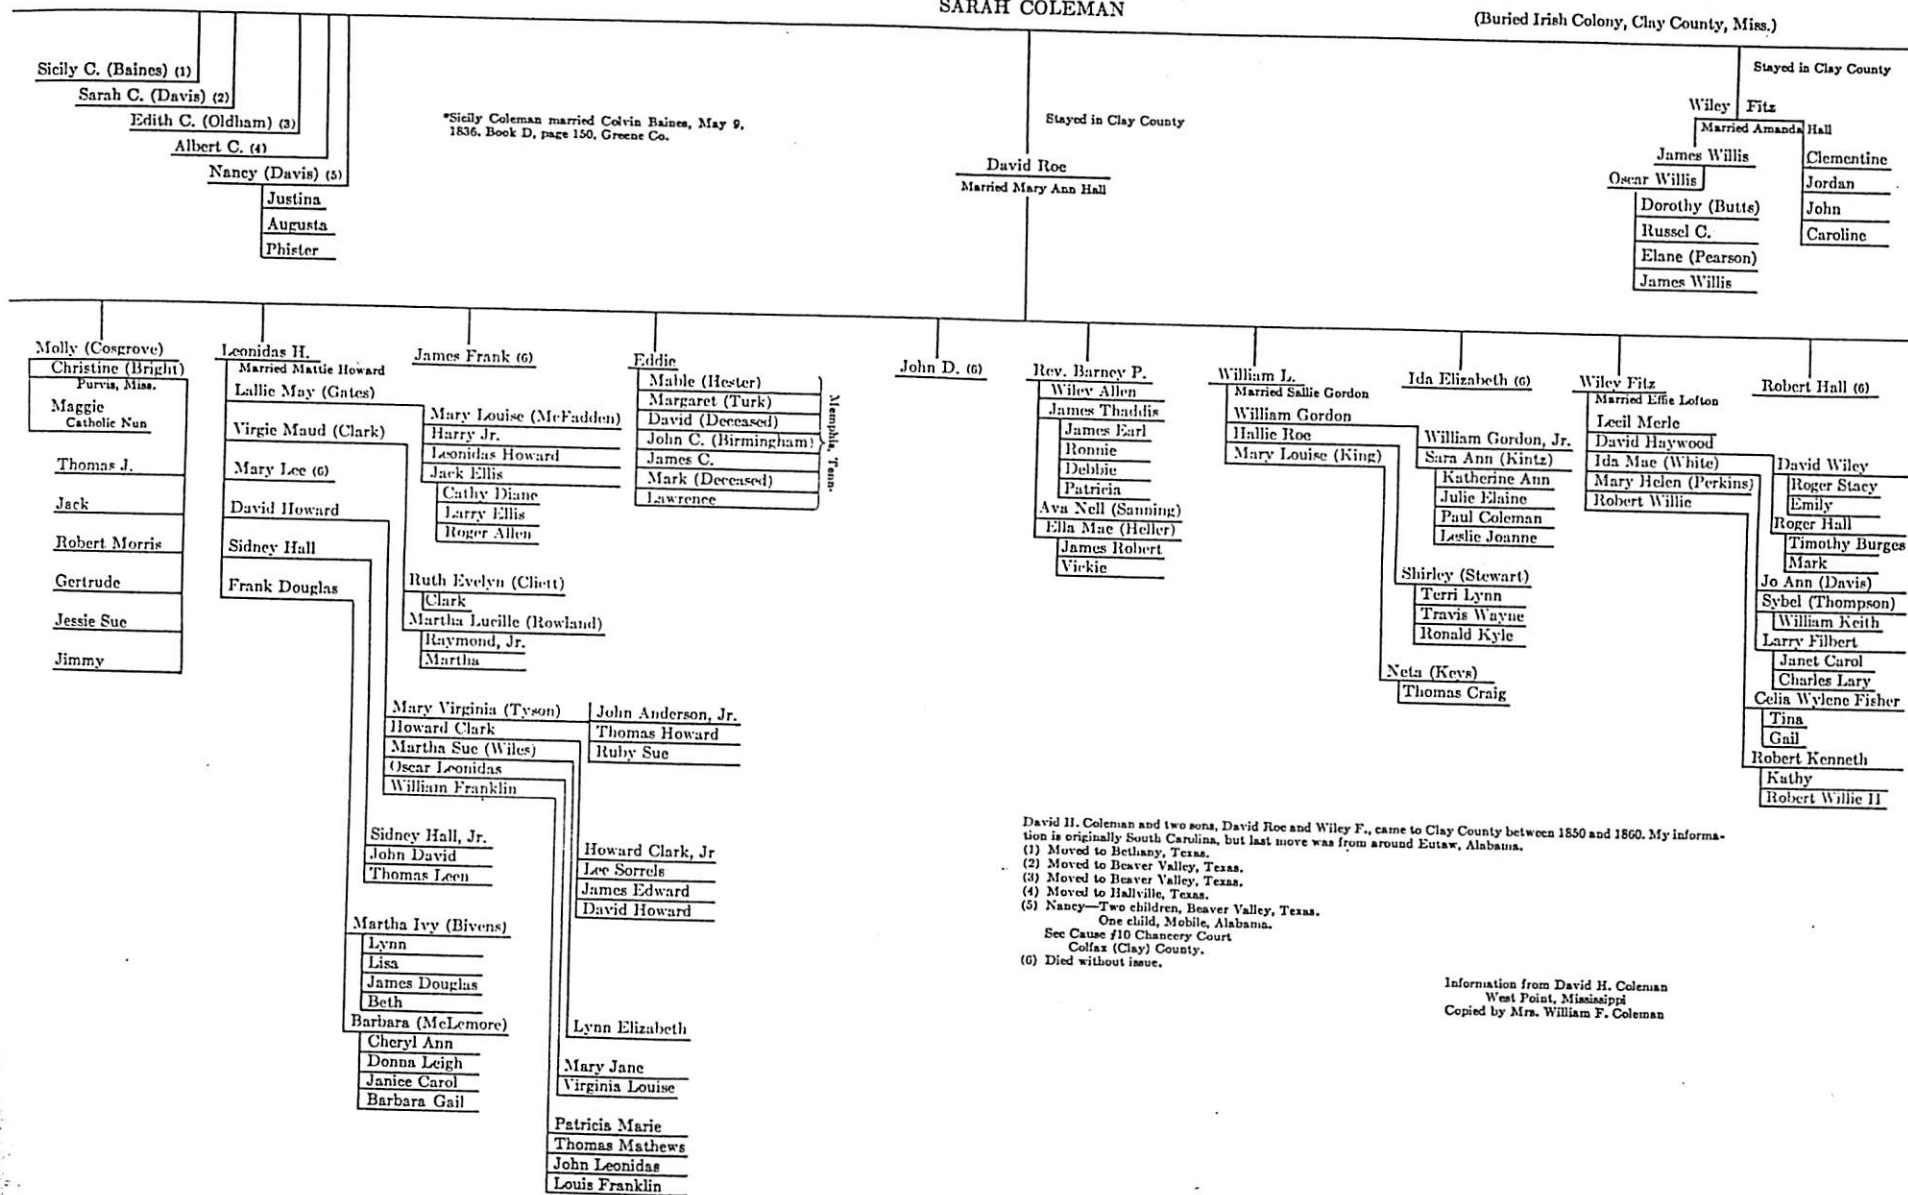 SARAH COLEMAN
(Buried Irish Colony, Clay County, Miss.)
Sicily C. (Baines) (1)
Sarah C. (Davis) (2)
Edith C. (Oldham) (3)
Albert C. (4)
Nancy (Davis) (5)
Justina
Augusta
Phister
*Sicily Coleman married Colvin Baines, May 9,
1836. Book D, page 150, Greene Co.
Stayed in Clay County
David Roe
Married Mary Ann Hall
Stayed in Clay County
Wiley Fitz
Married Amanda Hall
James Willis
Oscar Willis
Dorothy (Butts)
Russel C.
Elane (Pearson)
James Willis
Clementine
Jordan
John
Caroline
Molly (Cosgrove)
Christine (Bright)
Purvis, Miss.
Maggie
Catholic Nun
Thomas J.
Jack
Robert Morris
Gertrude
Jessie Sue
Jimmy
Leonidas H.
Married Mattie Howard
Lallie May (Gates)
Virgie Maud (Clark)
Mary Lee (6)
David Howard
Sidney Hall
Frank Douglas
James Frank (6)
Mary Louise (McFadden)
Harry Jr.
Leonidas Howard
Jack Ellis
Cathy Diane
Larry Ellis
Roger Allen
Ruth Evelyn (Cliett)
Clark
Martha Lucille (Rowland)
Raymond, Jr.
Martha
Mary Virginia (Tyson)
Howard Clark
Martha Sue (Wiles)
Oscar Leonidas
William Franklin
John Anderson, Jr.
Thomas Howard
Ruby Sue
Sidney Hall, Jr.
John David
Thomas Leen
Howard Clark, Jr
Lee Sorrels
James Edward
David Howard
Martha Ivy (Bivens)
Lynn
Lisa
James Douglas
Beth
Barbara (McLemore)
Cheryl Ann
Donna Leigh
Janice Carol
Barbara Gail
Lynn Elizabeth
Mary Jane
Virginia Louise
Patricia Marie
Thomas Mathews
John Leonidas
Louis Franklin
Eddie
Mable (Hester)
Margaret (Turk)
David (Deceased)
John C. (Birmingham)
James C.
Mark (Deceased)
Lawrence
Memphis, Tenn.
John D. (6)
Rev. Barney P.
Wiley Allen
James Thaddis
James Earl
Ronnie
Debbie
Patricia
Ava Nell (Sanning)
Ella Mae (Heller)
James Robert
Vickie
William L.
Married Sallie Gordon
William Gordon
Hallie Roe
Mary Louise (King)
Ida Elizabeth (6)
William Gordon, Jr.
Sara Ann (Kintz)
Katherine Ann
Julie Elaine
Paul Coleman
Leslie Joanne
Shirley (Stewart)
Terri Lynn
Travis Wayne
Ronald Kyle
Neta (Keys)
Thomas Craig
Wiley Fitz
Married Effie Lofton
Lecil Merle
David Haywood
Ida Mae (White)
Mary Helen (Perkins)
Robert Willie
Robert Hall (6)
David Wiley
Roger Stacy
Emily
Roger Hall
Timothy Burges
Mark
Jo Ann (Davis)
Sybel (Thompson)
William Keith
Larry Filbert
Janet Carol
Charles Lary
Celia Wylene Fisher
Tina
Gail
Robert Kenneth
Kathy
Robert Willie II
David H. Coleman and two sons, David Roe and Wiley F., came to Clay County between 1850 and 1860. My informa-
tion is originally South Carolina, but last move was from around Eutaw, Alabama.
(1) Moved to Bethany, Texas.
(2) Moved to Beaver Valley, Texas.
(3) Moved to Beaver Valley, Texas.
(4) Moved to Hallville, Texas.
(5) Nancy—Two children, Beaver Valley, Texas.
One child, Mobile, Alabama.
See Cause #10 Chancery Court
Colfax (Clay) County.
(6) Died without issue.
Information from David H. Coleman
West Point, Mississippi
Copied by Mrs. William F. Coleman